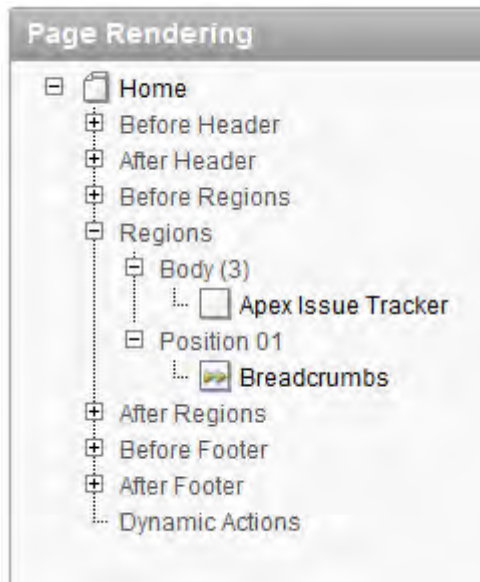 Page Rendering
Home
Before Header
After Header
Before Regions
Regions
Body (3)
Apex Issue Tracker
Position 01
Breadcrumbs
After Regions
Before Footer
After Footer
Dynamic Actions